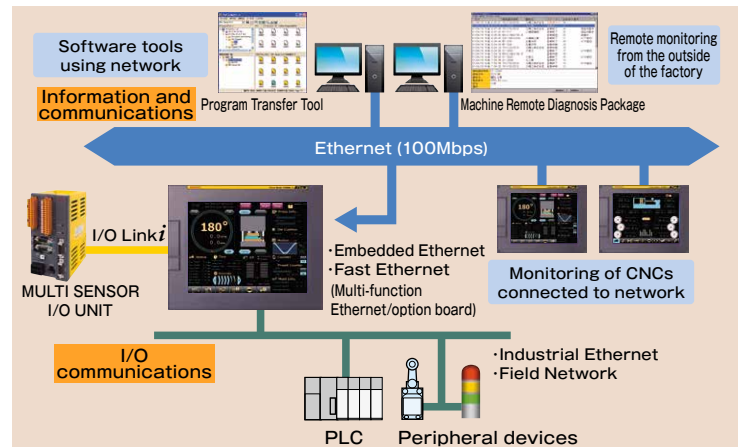 Software tools
using network
Remote monitoring
from the outside
of the factory
Information and
communications
Program Transfer Tool
Machine Remote Diagnosis Package
Ethernet (100Mbps)
180°
I/O Link i
MULTI SENSOR
I/O UNIT
·Embedded Ethernet
·Fast Ethernet
(Multi-function
Ethernet/option board)
Monitoring of CNCs
connected to network
I/O
communications
·Industrial Ethernet
·Field Network
PLC
Peripheral devices